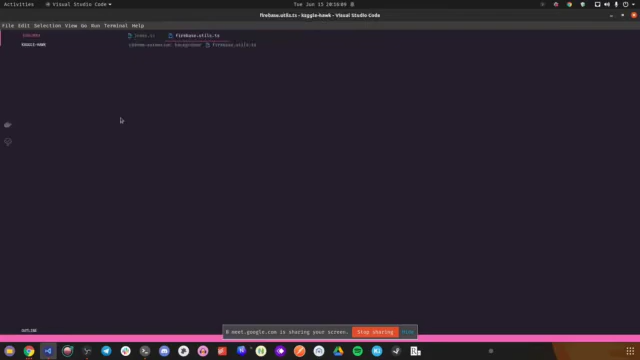 Activities
Visual Studio Code
Tue Jun 15 20:16:09
firebase.utils.ts - kaggle-hawk - Visual Studio Code
File Edit Selection View Go Run Terminal Help
firebase.utils.ts
KAGGLE-HAWK
firebase.utils.ts
OUTLINE
meet.google.com is sharing your screen.
Stop sharing
Hide